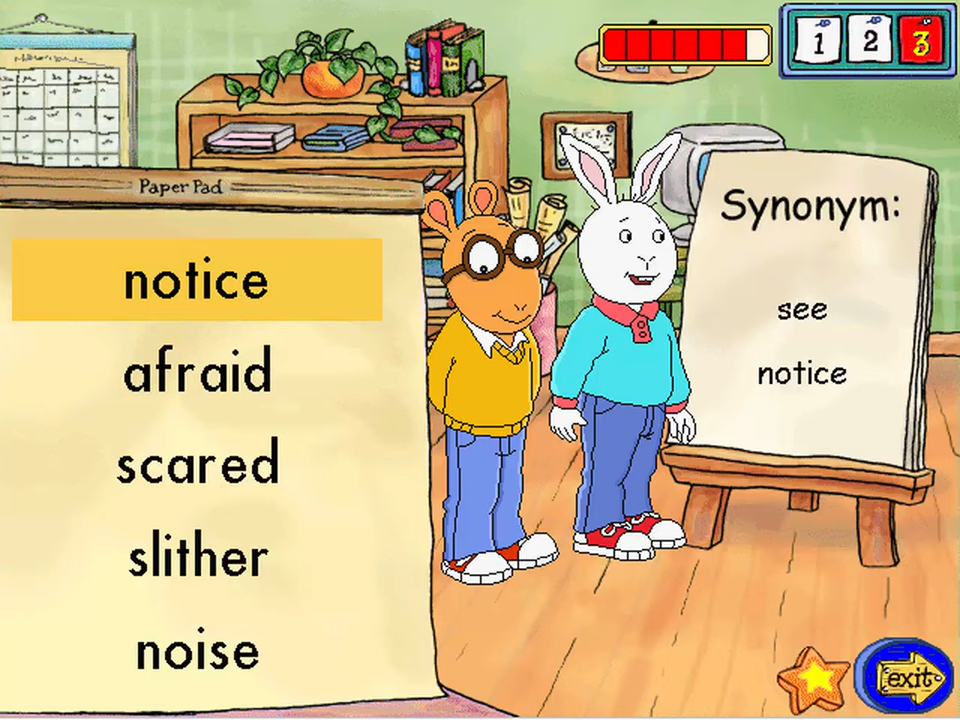 1 2 3
Paper Pad
notice
afraid
scared
slither
noise
Synonym:
see
notice
exit